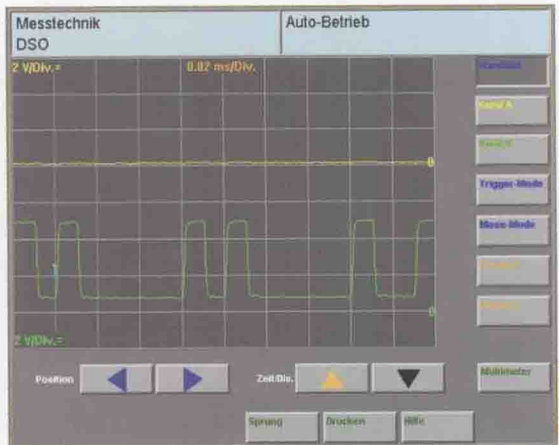 Messtechnik
DSO
Auto-Betrieb
2 V/Div.=
0.02 ms/Div.
Kanal A
0
Trigger-Mode
Mess-Mode
0
2 V/Div.=
Position
Zeit/Div.
Multimeter
Sprung
Drucken
Hilfe